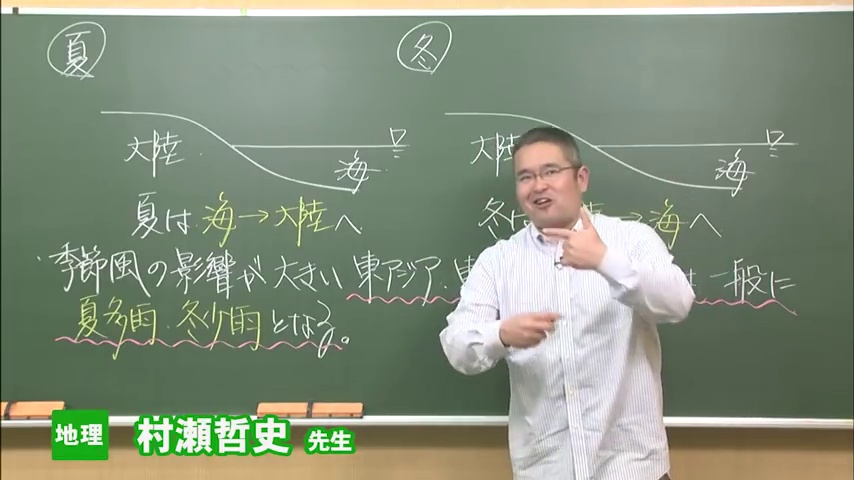 夏
冬
大陸
海
大陸
海
夏は 海→大陸へ
冬は →海へ
・季節風の影響が大きい 東アジア・東 は一般に
夏多雨・冬少雨となる。
地理 村瀬哲史 先生